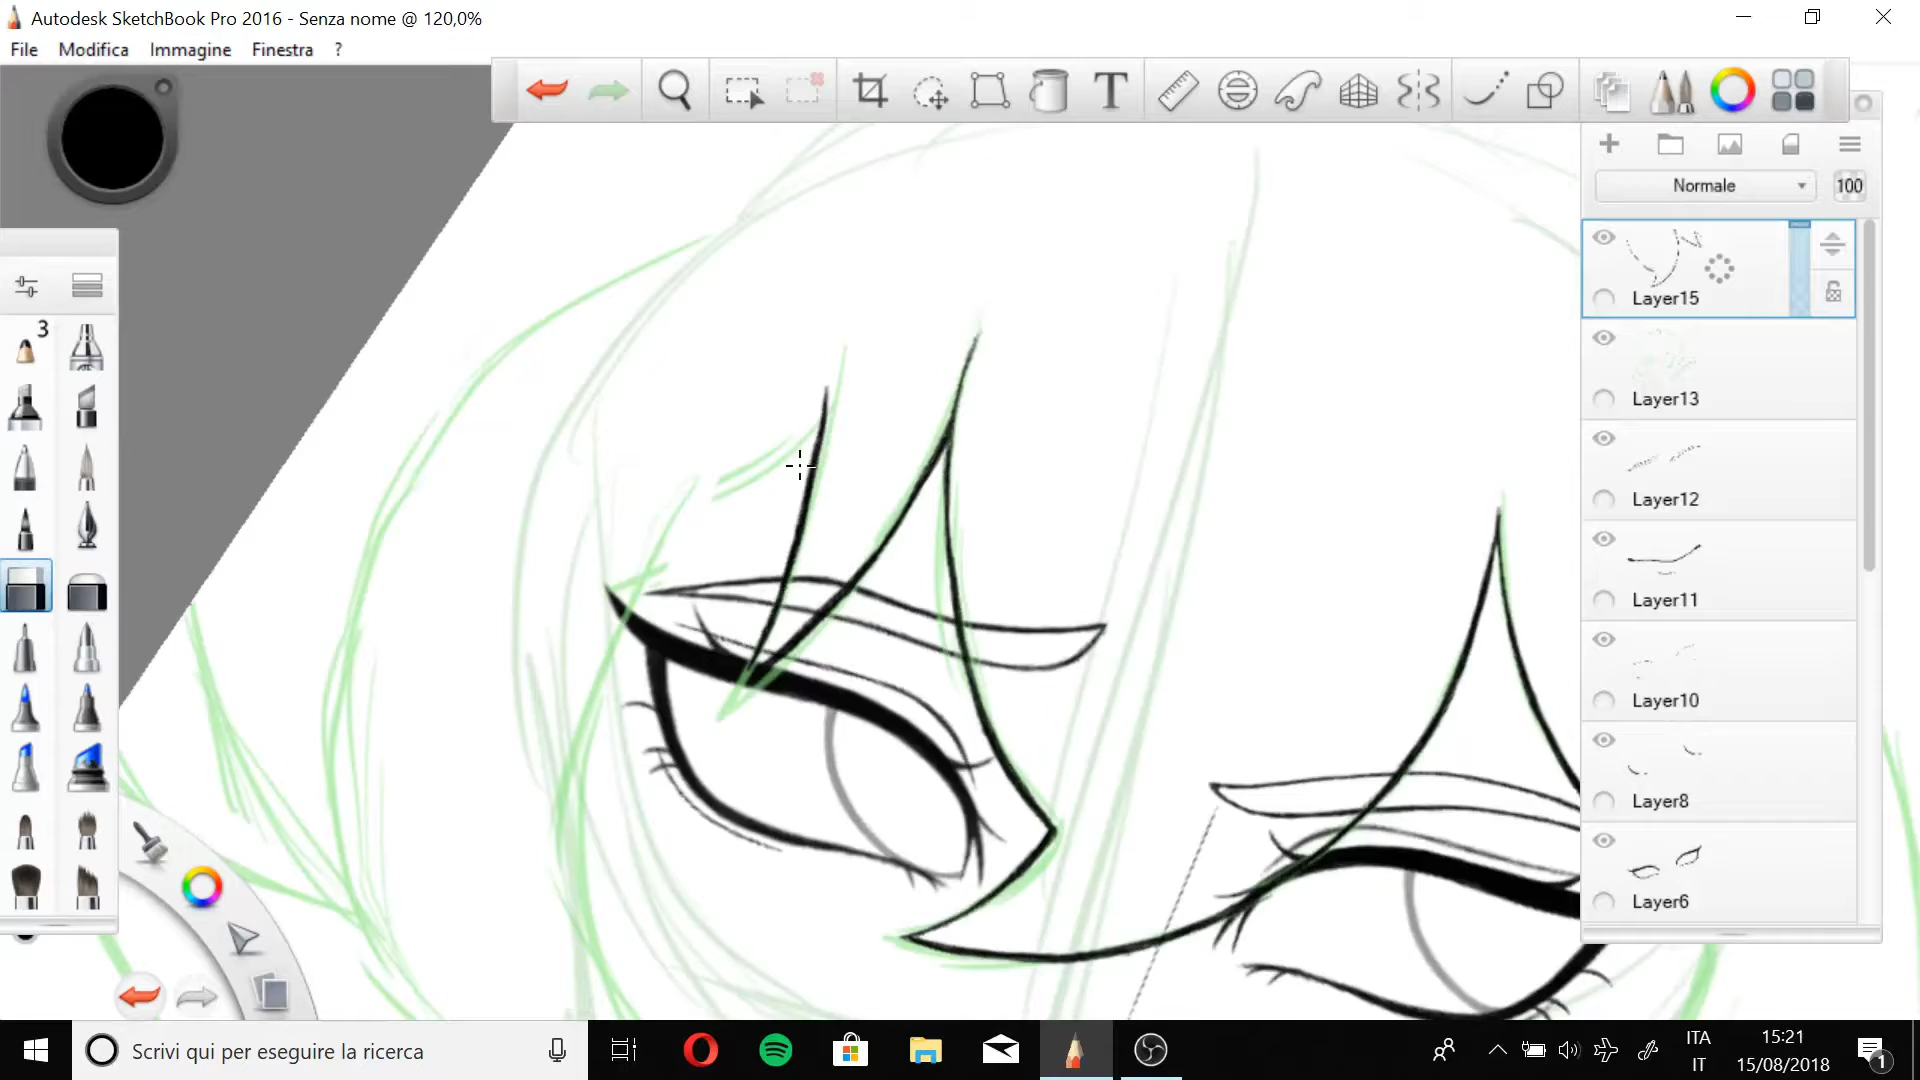 Autodesk SketchBook Pro 2016 - Senza nome @ 120,0%
File Modifica Immagine Finestra ?
T
Normale 100
Layer15
3
Layer13
Layer12
Layer11
Layer10
Layer8
Layer6
Scrivi qui per eseguire la ricerca
ITA
IT
15:21
15/08/2018
1